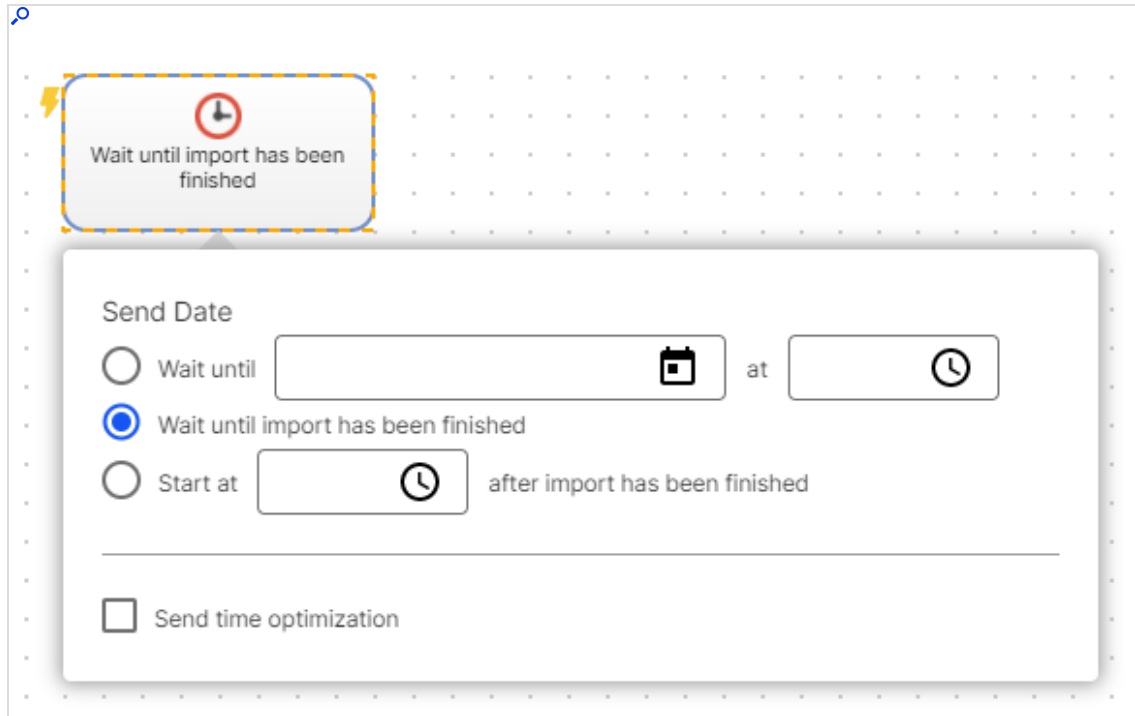 Wait until import has been
finished
Send Date
Wait until at
Wait until import has been finished
Start at after import has been finished
Send time optimization